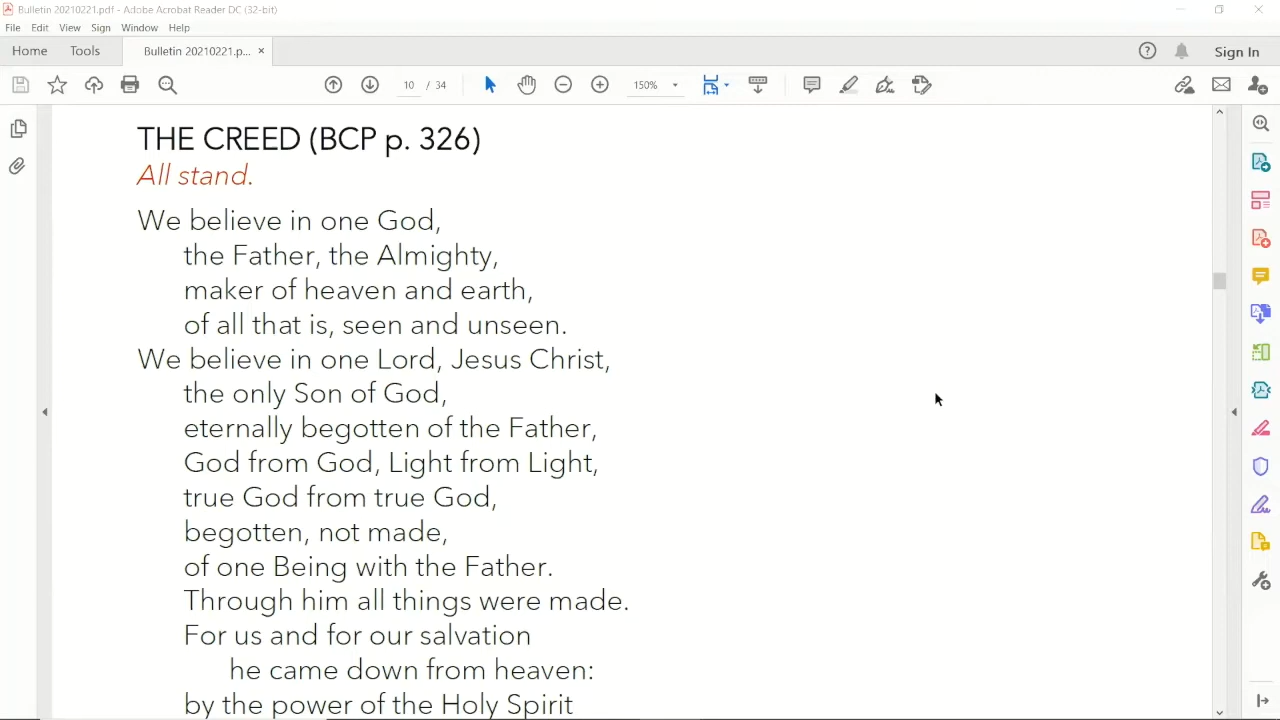 Bulletin 20210221.pdf - Adobe Acrobat Reader DC (32-bit)
File Edit View Sign Window Help
Home Tools Bulletin 20210221.p... × Sign In
10 / 34 150%
THE CREED (BCP p. 326)
All stand.
We believe in one God,
the Father, the Almighty,
maker of heaven and earth,
of all that is, seen and unseen.
We believe in one Lord, Jesus Christ,
the only Son of God,
eternally begotten of the Father,
God from God, Light from Light,
true God from true God,
begotten, not made,
of one Being with the Father.
Through him all things were made.
For us and for our salvation
he came down from heaven:
by the power of the Holy Spirit